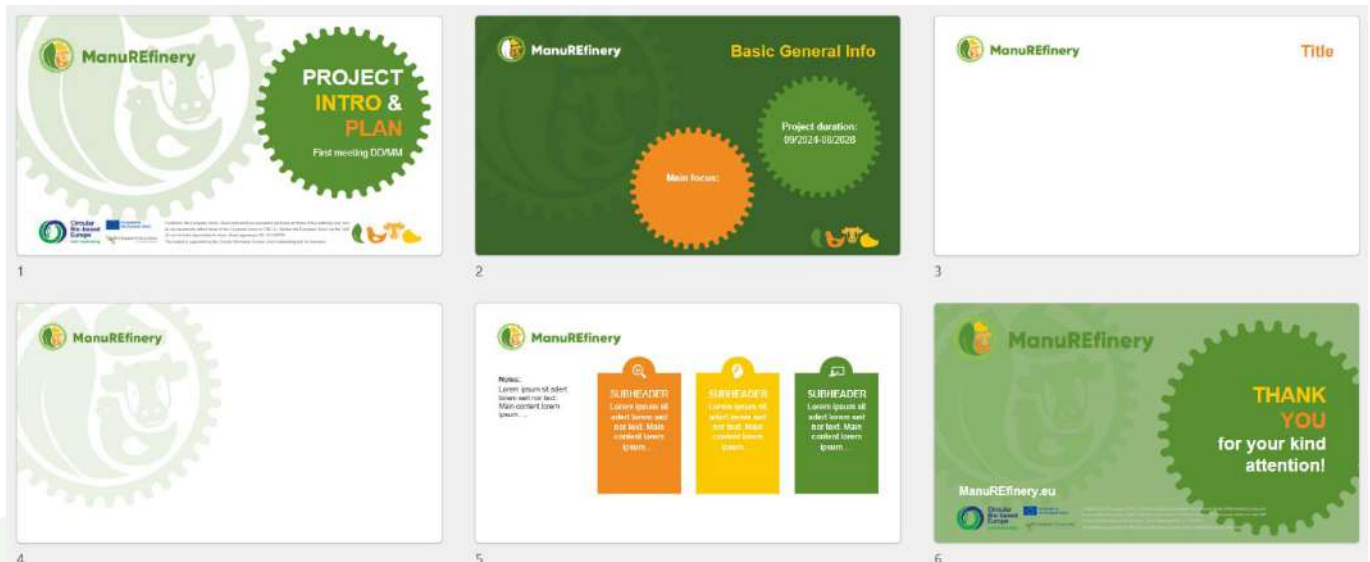 ManuREfinery
PROJECT
INTRO &
PLAN
First meeting DD/MM
Circular
Bio-based
Europe
1
ManuREfinery
Basic General Info
Project duration:
09/2024-08/2028
Main focus:
2
ManuREfinery
Title
3
ManuREfinery
4
ManuREfinery
Notes:
Lorem ipsum sit adert
lorem sed nor text.
Main content lorem
ipsum. ...
SUBHEADER
Lorem ipsum sit
adert lorem sed
nor text. Main
content lorem
ipsum...
SUBHEADER
Lorem ipsum sit
adert lorem sed
nor text. Main
content lorem
ipsum...
SUBHEADER
Lorem ipsum sit
adert lorem sed
nor text. Main
content lorem
ipsum...
5
ManuREfinery
THANK
YOU
for your kind
attention!
ManuREfinery.eu
Circular
Bio-based
Europe
6